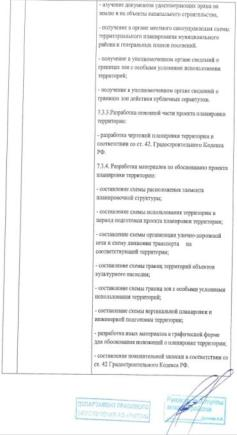 - изучение документов удостоверяющих права на
землю и на объекты капитального строительства,
- получение в органе местного самоуправления схемы
территориального планирования муниципального
района и генеральных планов поселений.
- получение в уполномоченном органе сведений о
границах зон с особыми условиями использования
территорий;
- получение в уполномоченном органе сведений о
границах зон действия публичных сервитутов.
7.3.3.Разработка основной части проекта планировки
территории:
- разработка чертежей планировки территории в
соответствии со ст. 42, Градостроительного Кодекса
РФ.
7.3.4. Разработка материалов по обоснованию проекта
планировки территории:
- составление схемы расположения элемента
планировочной структуры;
- составление схемы использования территории в
период подготовки проекта планировки территории;
- составление схемы организации улично-дорожной
сети и схему движения транспорта на
соответствующей территории;
- составление схемы границ территорий объектов
культурного наследия;
- составление схемы границ зон с особыми условиями
использования территорий;
- составление схемы вертикальной планировки и
инженерной подготовки территории;
- разработка иных материалов в графической форме
для обоснования положений о планировке территории;
- составление пояснительной записки в соответствии со
ст. 42 Градостроительного Кодекса РФ.
ДЕПАРТАМЕНТ ПРАВОВОГО